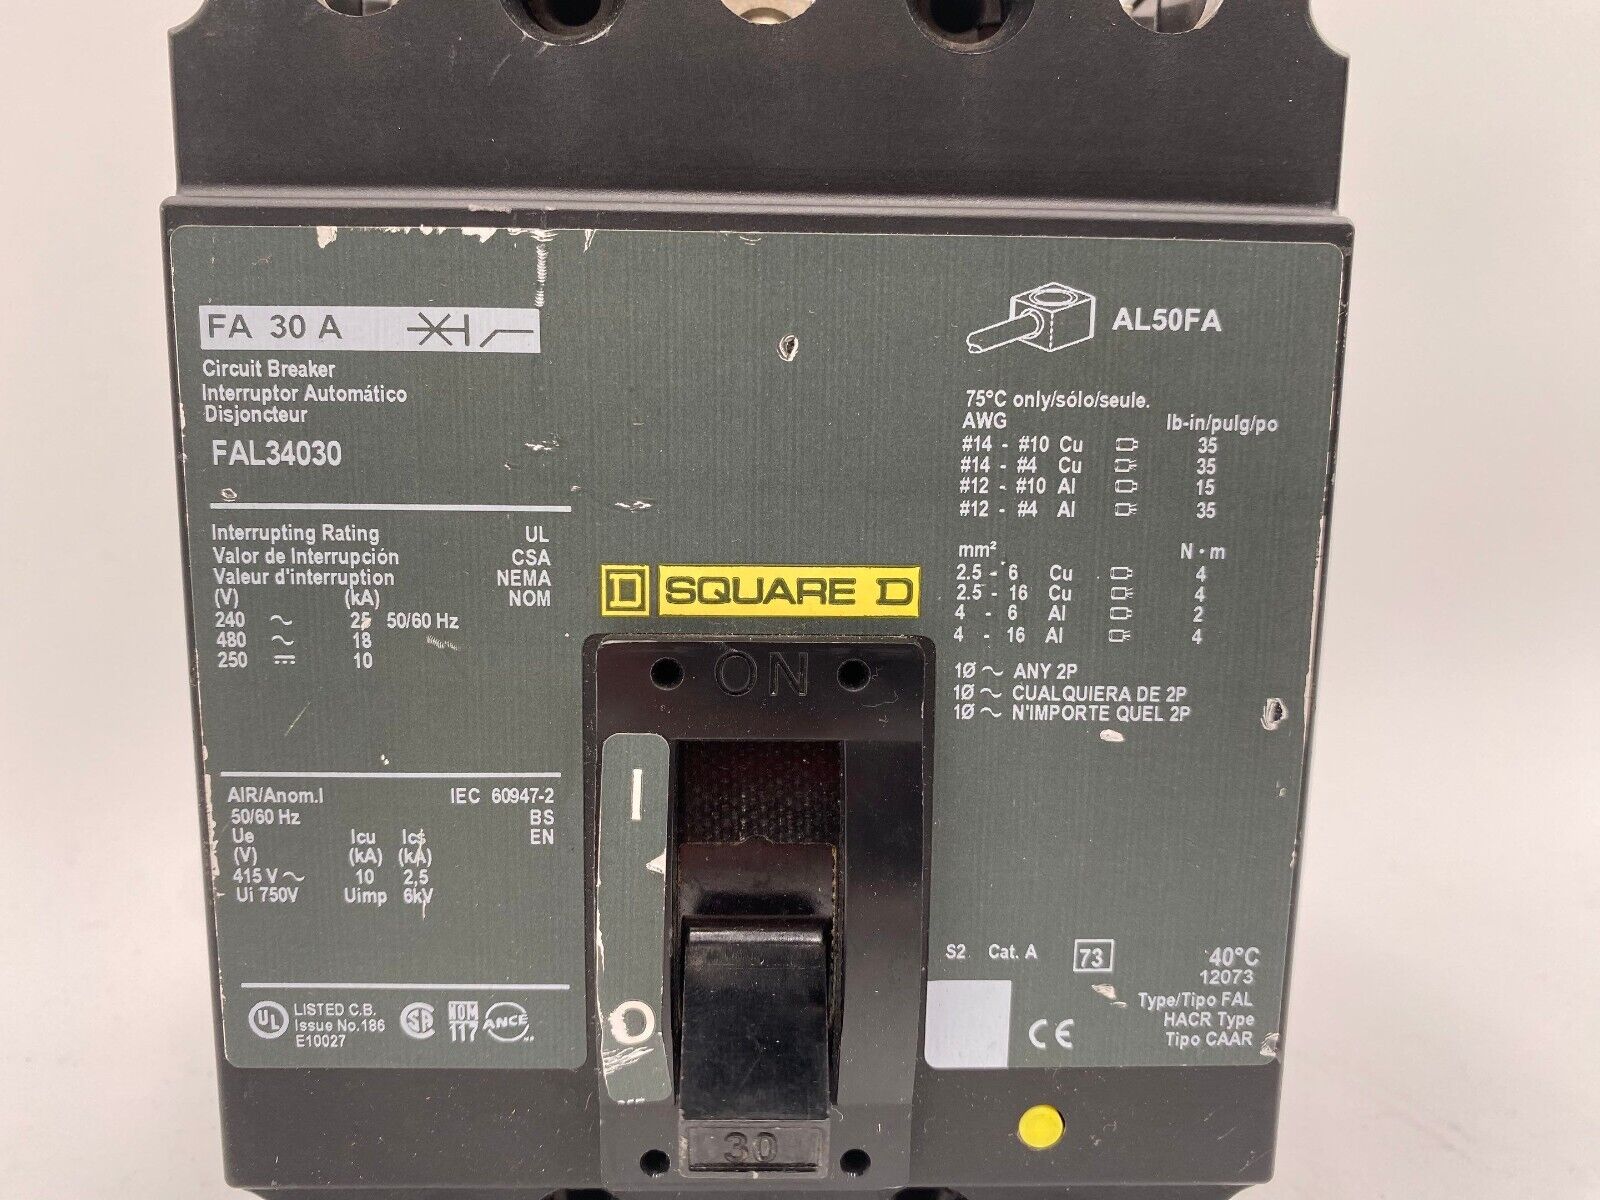 FA 30 A
Circuit Breaker
Interruptor Automático
Disjoncteur
FAL34030
Interrupting Rating UL
Valor de Interrupción CSA
Valeur d'interruption NEMA
(V) (kA) NOM
240 25 50/60 Hz
480 18
250 10
AIR/Anom.I IEC 60947-2
50/60 Hz BS
Ue Icu Ics EN
(V) (kA) (kA)
415 V ~ 10 2,5
Ui 750V Uimp 6kV
UL LISTED C.B.
Issue No.186
E10027
SA
NOM
117
ANCE
SQUARE D
ON
I
O
30
AL50FA
75°C only/sólo/seule.
AWG lb-in/pulg/po
#14 - #10 Cu 35
#14 - #4 Cu 35
#12 - #10 Al 15
#12 - #4 Al 35
mm² N·m
2.5 - 6 Cu 4
2.5 - 16 Cu 4
4 - 6 Al 2
4 - 16 Al 4
1Ø ~ ANY 2P
1Ø ~ CUALQUIERA DE 2P
1Ø ~ N'IMPORTE QUEL 2P
S2 Cat. A 73 40°C
12073
Type/Tipo FAL
HACR Type
Tipo CAAR
CE